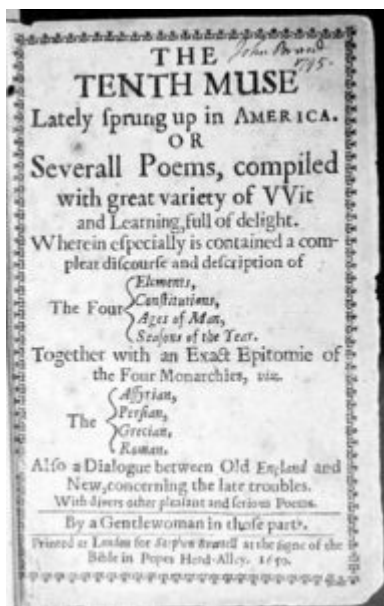 THE
John Brand
1795.
TENTH MUSE
Lately ſprung up in AMERICA.
OR
Severall Poems, compiled
with great variety of VVit
and Learning, full of delight.
Wherein eſpecially is contained a com-
pleat diſcourſe and deſcription of
The Four
Elements,
Conſtitutions,
Ages of Man,
Seaſons of the Year.
Together with an Exact Epitomie of
the Four Monarchies, viz.
The
Aſſyrian,
Perſian,
Grecian,
Roman.
Alſo a Dialogue between Old England and
New, concerning the late troubles.
With divers other pleaſant and ſerious Poems.
By a Gentlewoman in thoſe parts.
Printed at London for Stephen Bowtell at the ſigne of the
Bible in Popes Head-Alley. 1650.